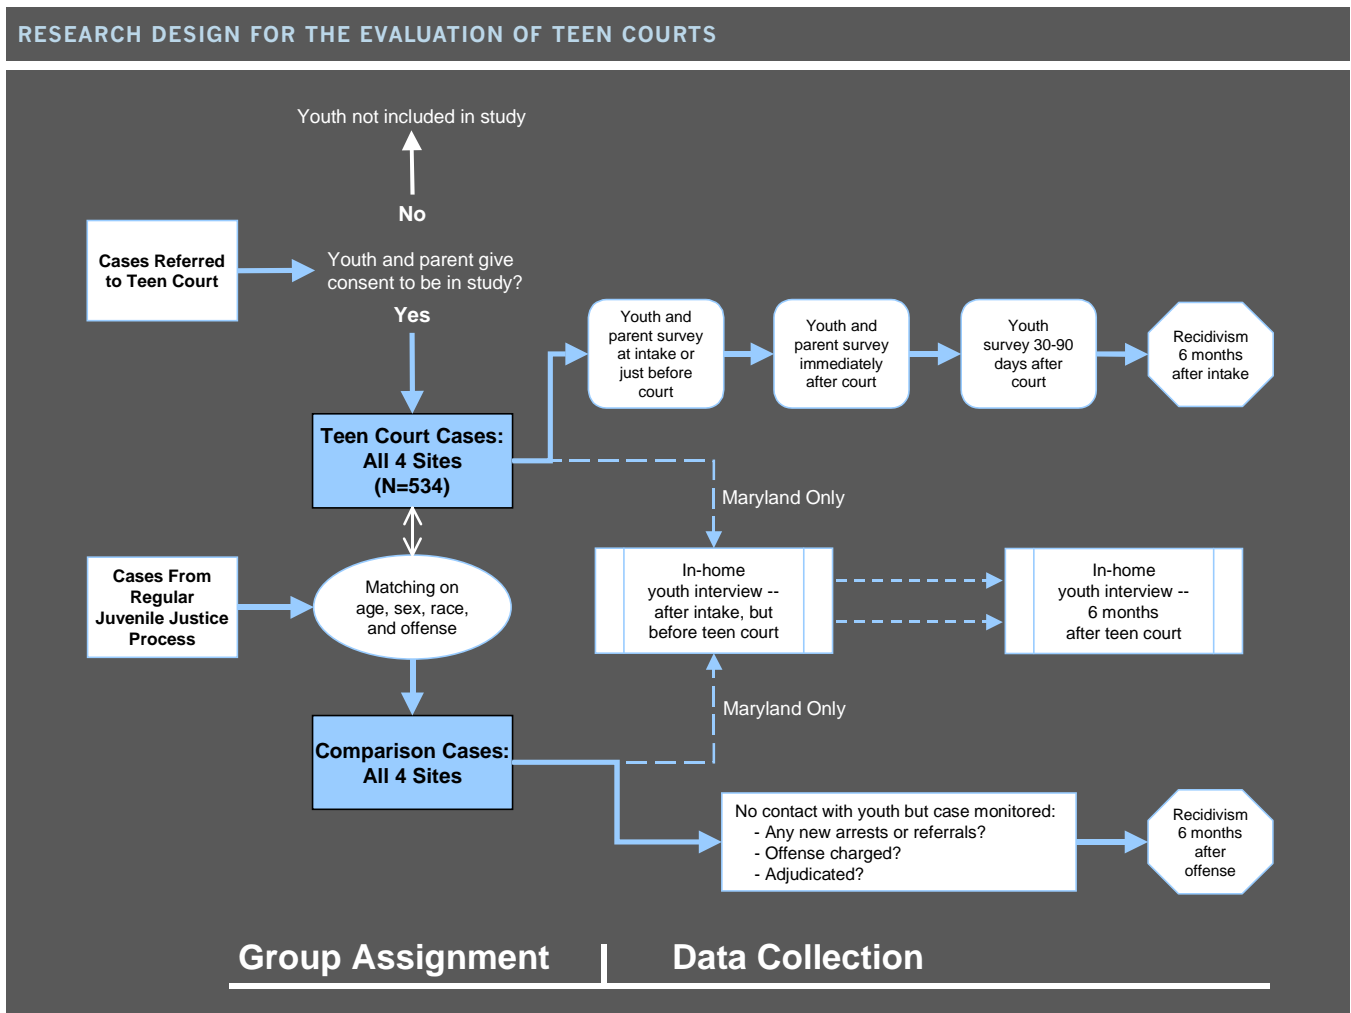 RESEARCH DESIGN FOR THE EVALUATION OF TEEN COURTS
Youth not included in study
No
Cases Referred
to Teen Court
Youth and parent give
consent to be in study?
Yes
Youth and
parent survey
at intake or
just before
court
Youth and
parent survey
immediately
after court
Youth
survey 30-90
days after
court
Recidivism
6 months
after intake
Teen Court Cases:
All 4 Sites
(N=534)
Maryland Only
Cases From
Regular
Juvenile Justice
Process
Matching on
age, sex, race,
and offense
In-home
youth interview --
after intake, but
before teen court
In-home
youth interview --
6 months
after teen court
Maryland Only
Comparison Cases:
All 4 Sites
No contact with youth but case monitored:
- Any new arrests or referrals?
- Offense charged?
- Adjudicated?
Recidivism
6 months
after
offense
Group Assignment
Data Collection